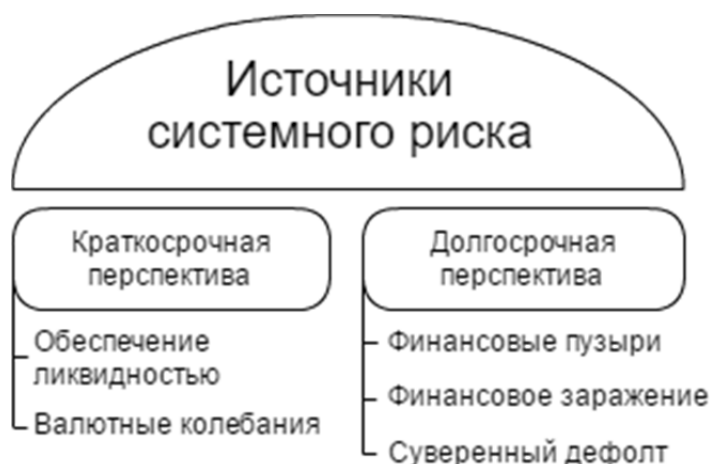 Источники
системного риска
Краткосрочная
перспектива
Обеспечение
ликвидностью
Валютные колебания
Долгосрочная
перспектива
Финансовые пузыри
Финансовое заражение
Суверенный дефолт